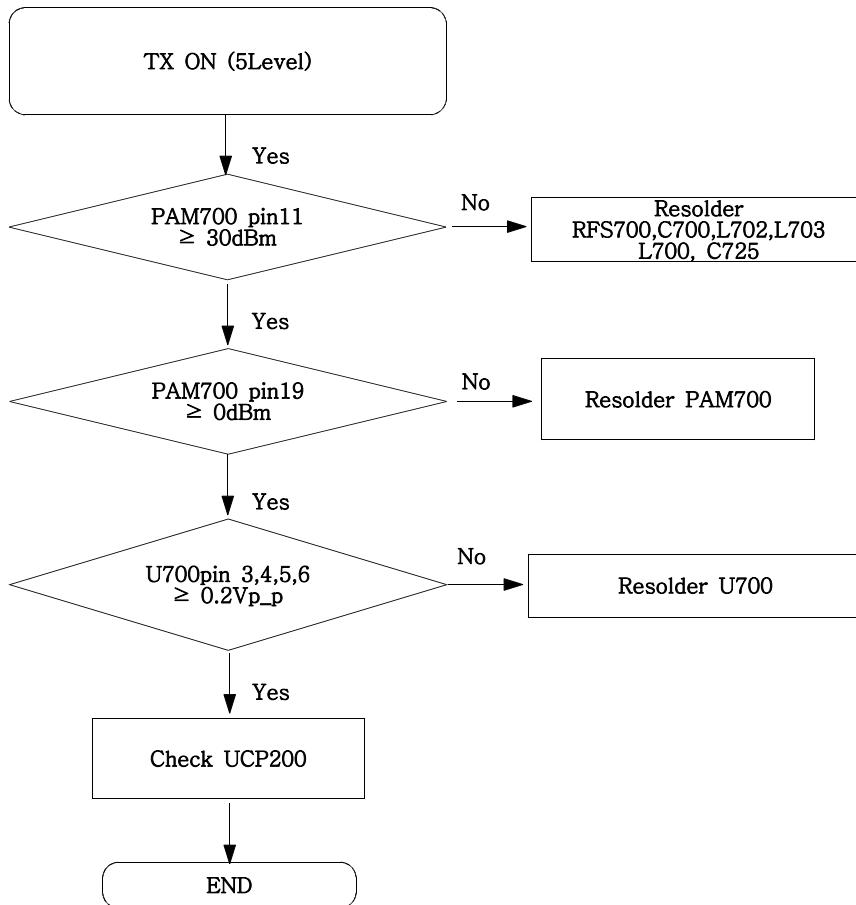 TX ON (5Level)
Yes
PAM700 pin11
≥ 30dBm
No
Resolder
RFS700,C700,L702,L703
L700, C725
Yes
PAM700 pin19
≥ 0dBm
No
Resolder PAM700
Yes
U700pin 3,4,5,6
≥ 0.2Vp_p
No
Resolder U700
Yes
Check UCP200
END